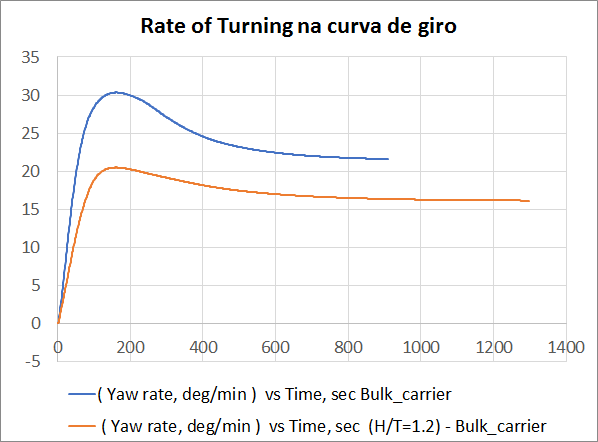 Rate of Turning na curva de giro
35
30
25
20
15
10
5
0
-5
0 200 400 600 800 1000 1200 1400
( Yaw rate, deg/min ) vs Time, sec Bulk_carrier
( Yaw rate, deg/min ) vs Time, sec (H/T=1.2) - Bulk_carrier